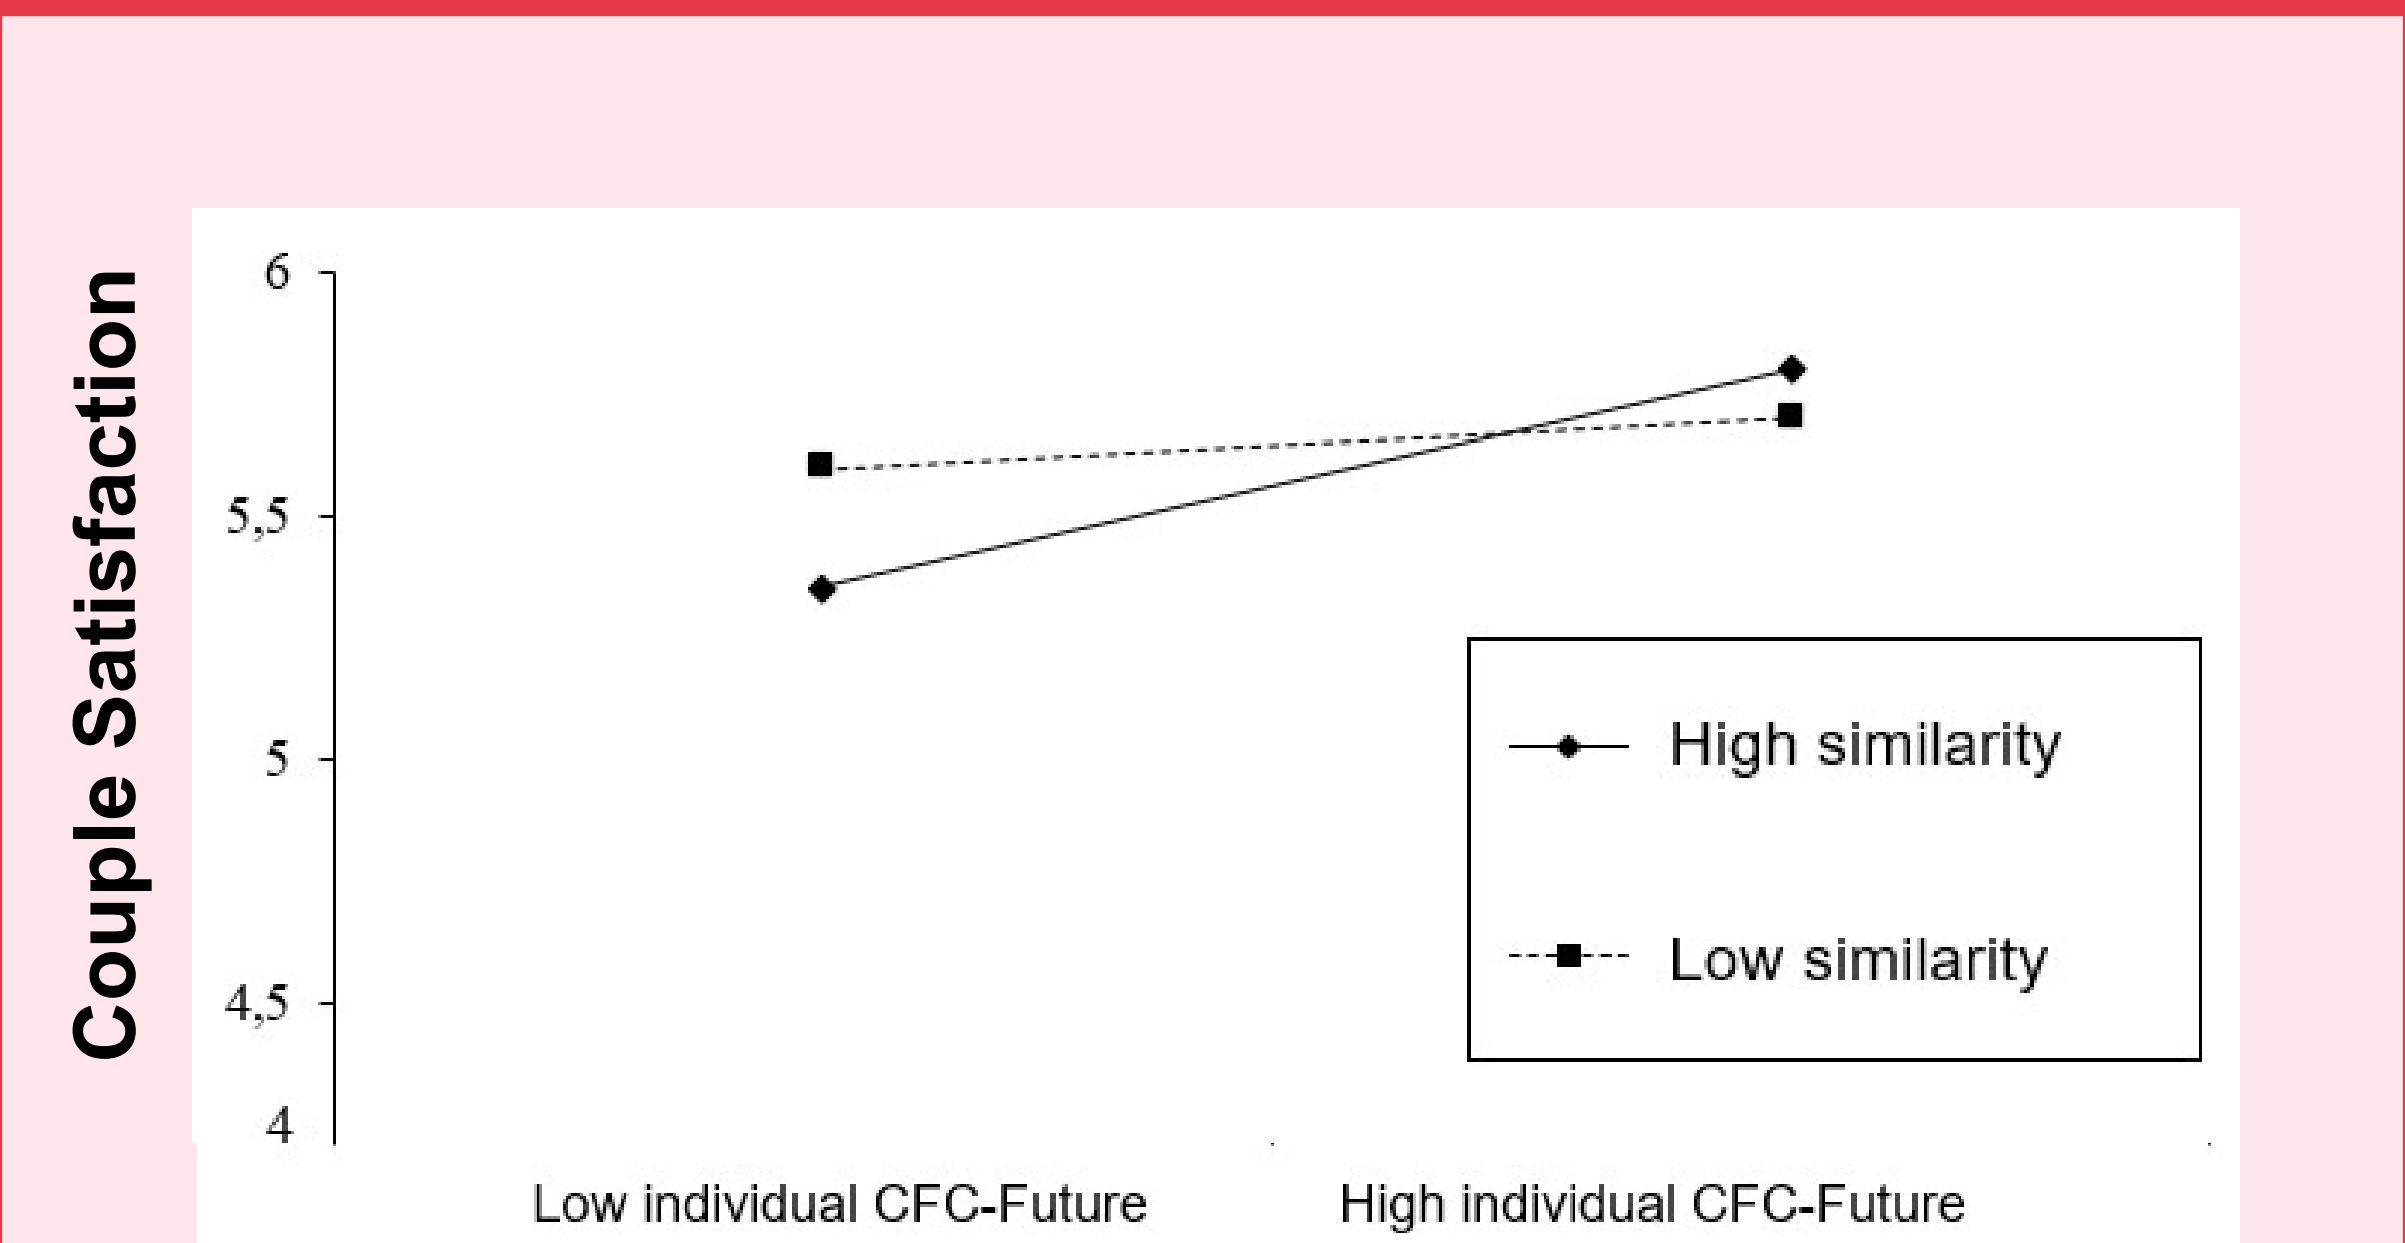 Couple Satisfaction
6
5,5
5
4,5
4
High similarity
Low similarity
Low individual CFC-Future
High individual CFC-Future